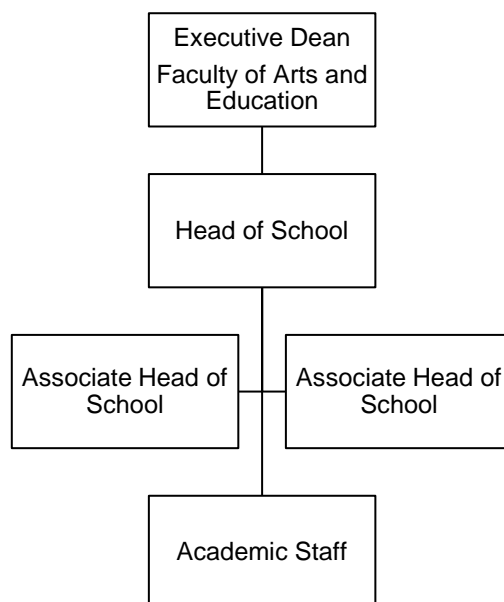 Executive Dean
Faculty of Arts and
Education
Head of School
Associate Head of
School
Associate Head of
School
Academic Staff